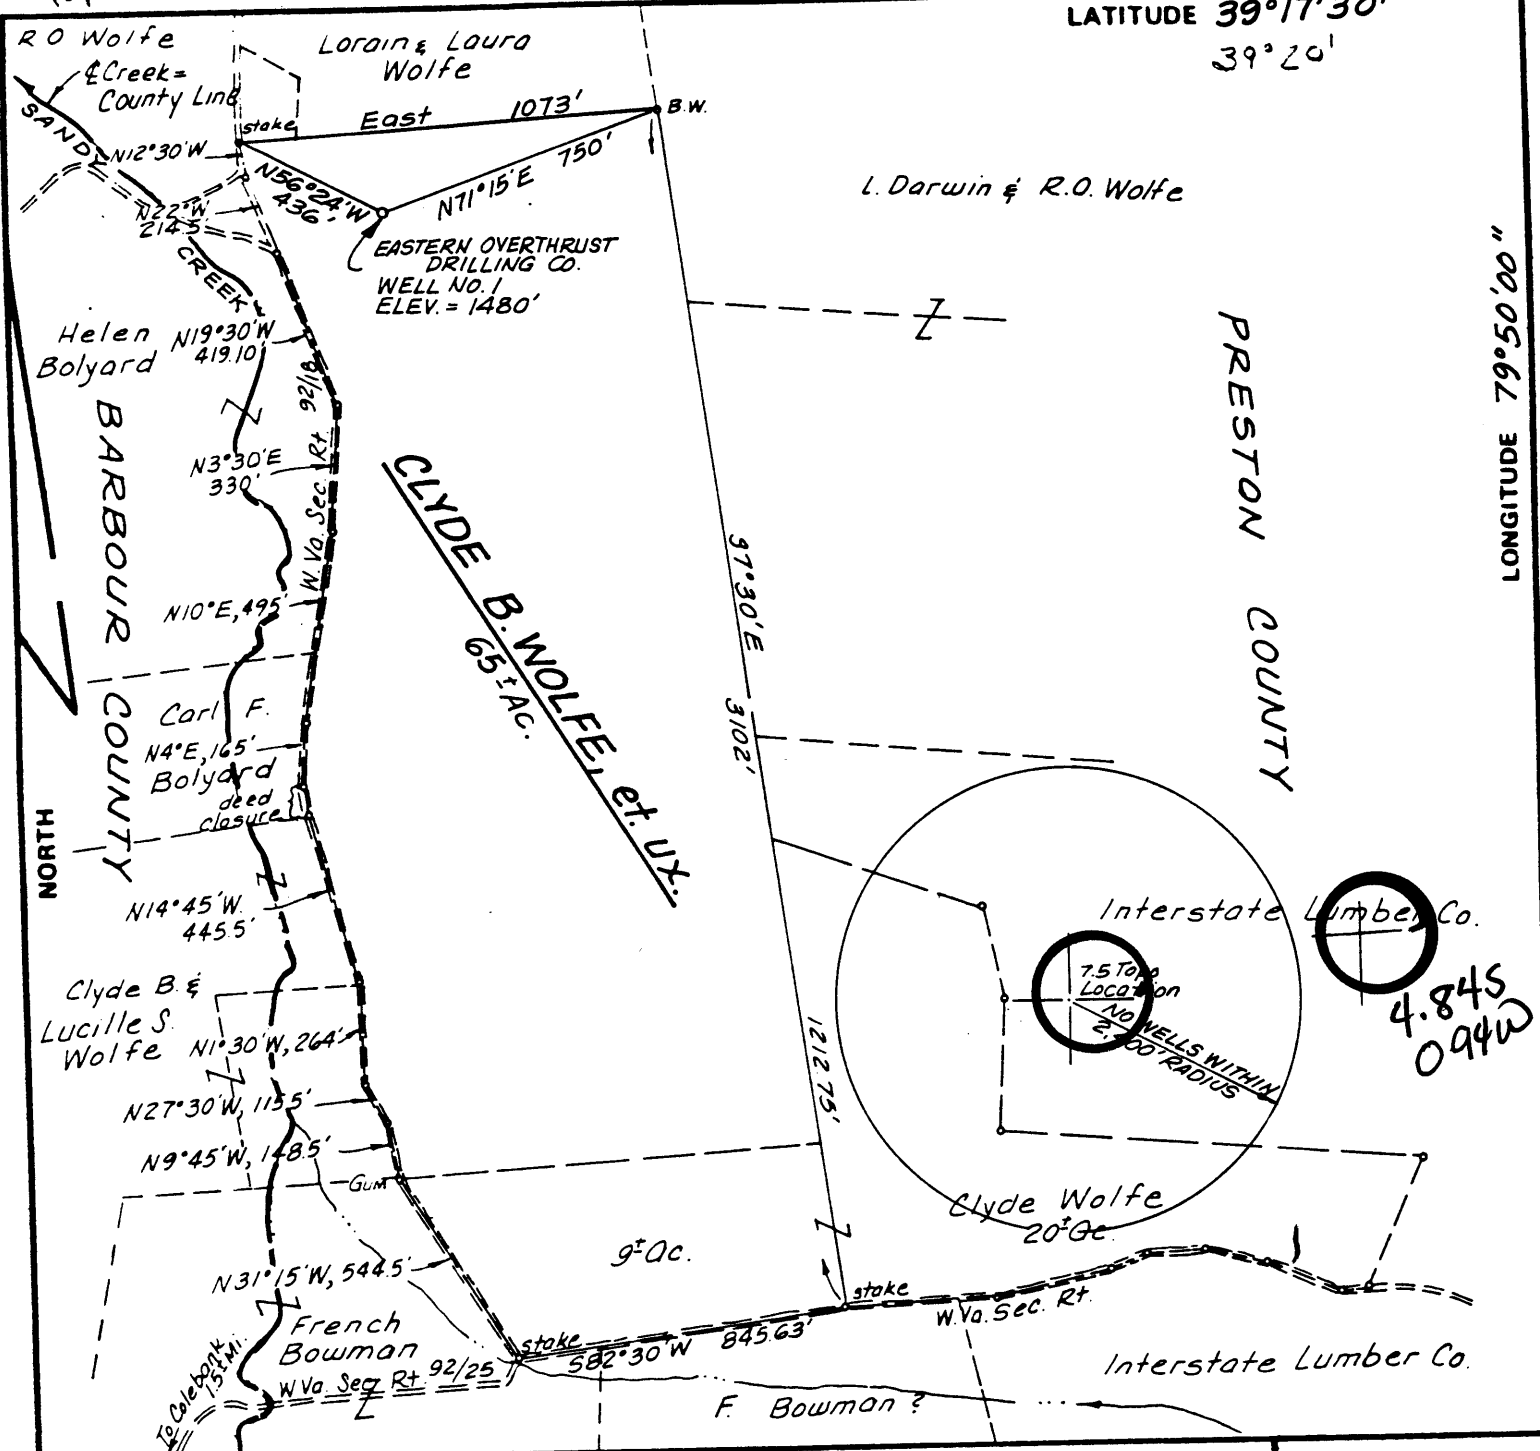 LATITUDE 39°17'30"
39°20'
R O Wolfe
Lorain & Laura
Wolfe
℄ Creek =
County Line
SANDY
CREEK
stake
East 1073'
B.W.
N12°30'W
N56°24'W
436'
N71°15'E 750'
N22°W
214.5'
EASTERN OVERTHRUST
DRILLING CO.
WELL NO. 1
ELEV. = 1480'
L. Darwin & R.O. Wolfe
LONGITUDE 79°50'00"
Helen
Bolyard
N19°30'W
419.10'
W. Va. Sec. Rt. 92/18
N3°30'E
330'
BARBOUR COUNTY
PRESTON COUNTY
CLYDE B. WOLFE, et. ux.
65± Ac.
S7°30'E 3102'
N10°E, 495'
Carl F.
N4°E, 165'
Bolyard
deed
closure
NORTH
N14°45'W.
445.5'
Interstate Lumber Co.
7.5 Topo
Location
NO WELLS WITHIN
2,400' RADIUS
4.84S
0.94W
Clyde B. &
Lucille S.
Wolfe
N1°30'W, 264'
1212.75'
N27°30'W, 115.5'
N9°45'W, 148.5'
GUM
Clyde Wolfe
20± Ac.
9± Ac.
N31°15'W, 544.5'
stake
W. Va. Sec. Rt.
French
Bowman
stake
S82°30'W 845.63'
Interstate Lumber Co.
W. Va. Sec. Rt. 92/25
To Colebank
1.5± Mi.
F. Bowman ?